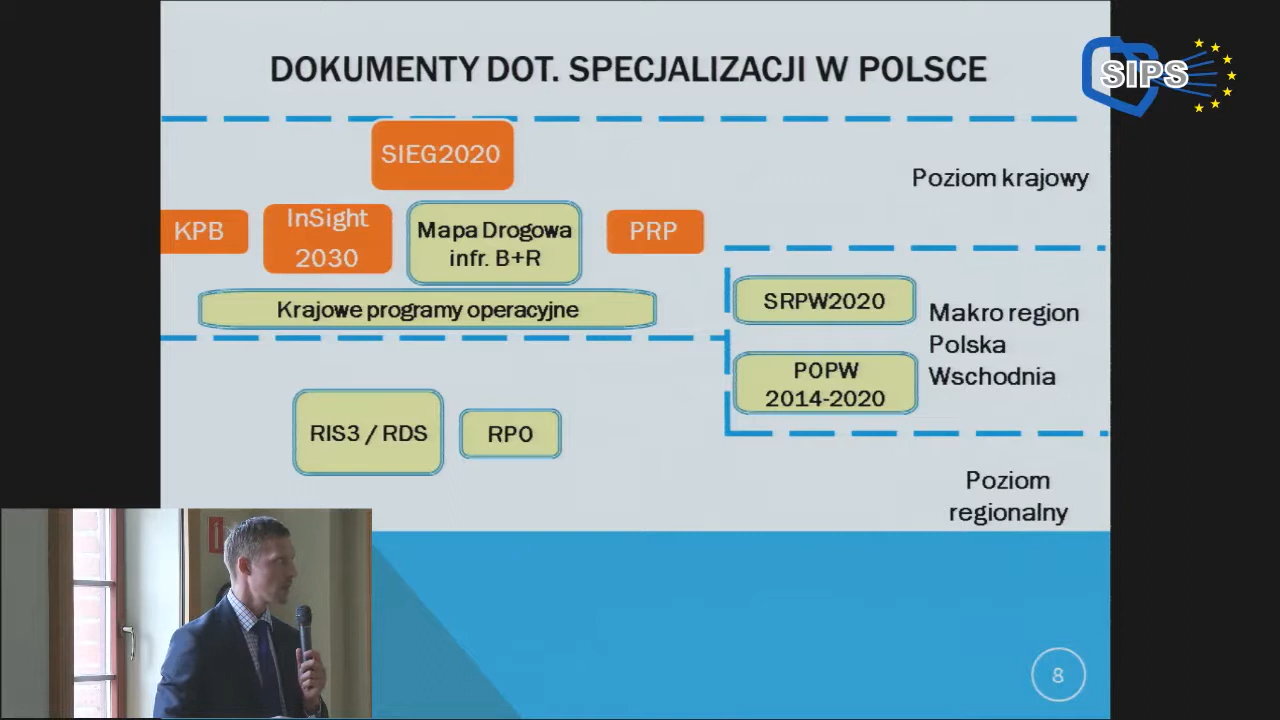 DOKUMENTY DOT. SPECJALIZACJI W POLSCE
SIPS
SIEG2020
Poziom krajowy
KPB
InSight
2030
Mapa Drogowa
infr. B+R
PRP
Krajowe programy operacyjne
SRPW2020
POPW
2014-2020
Makro region
Polska
Wschodnia
RIS3 / RDS
RPO
Poziom
regionalny
8